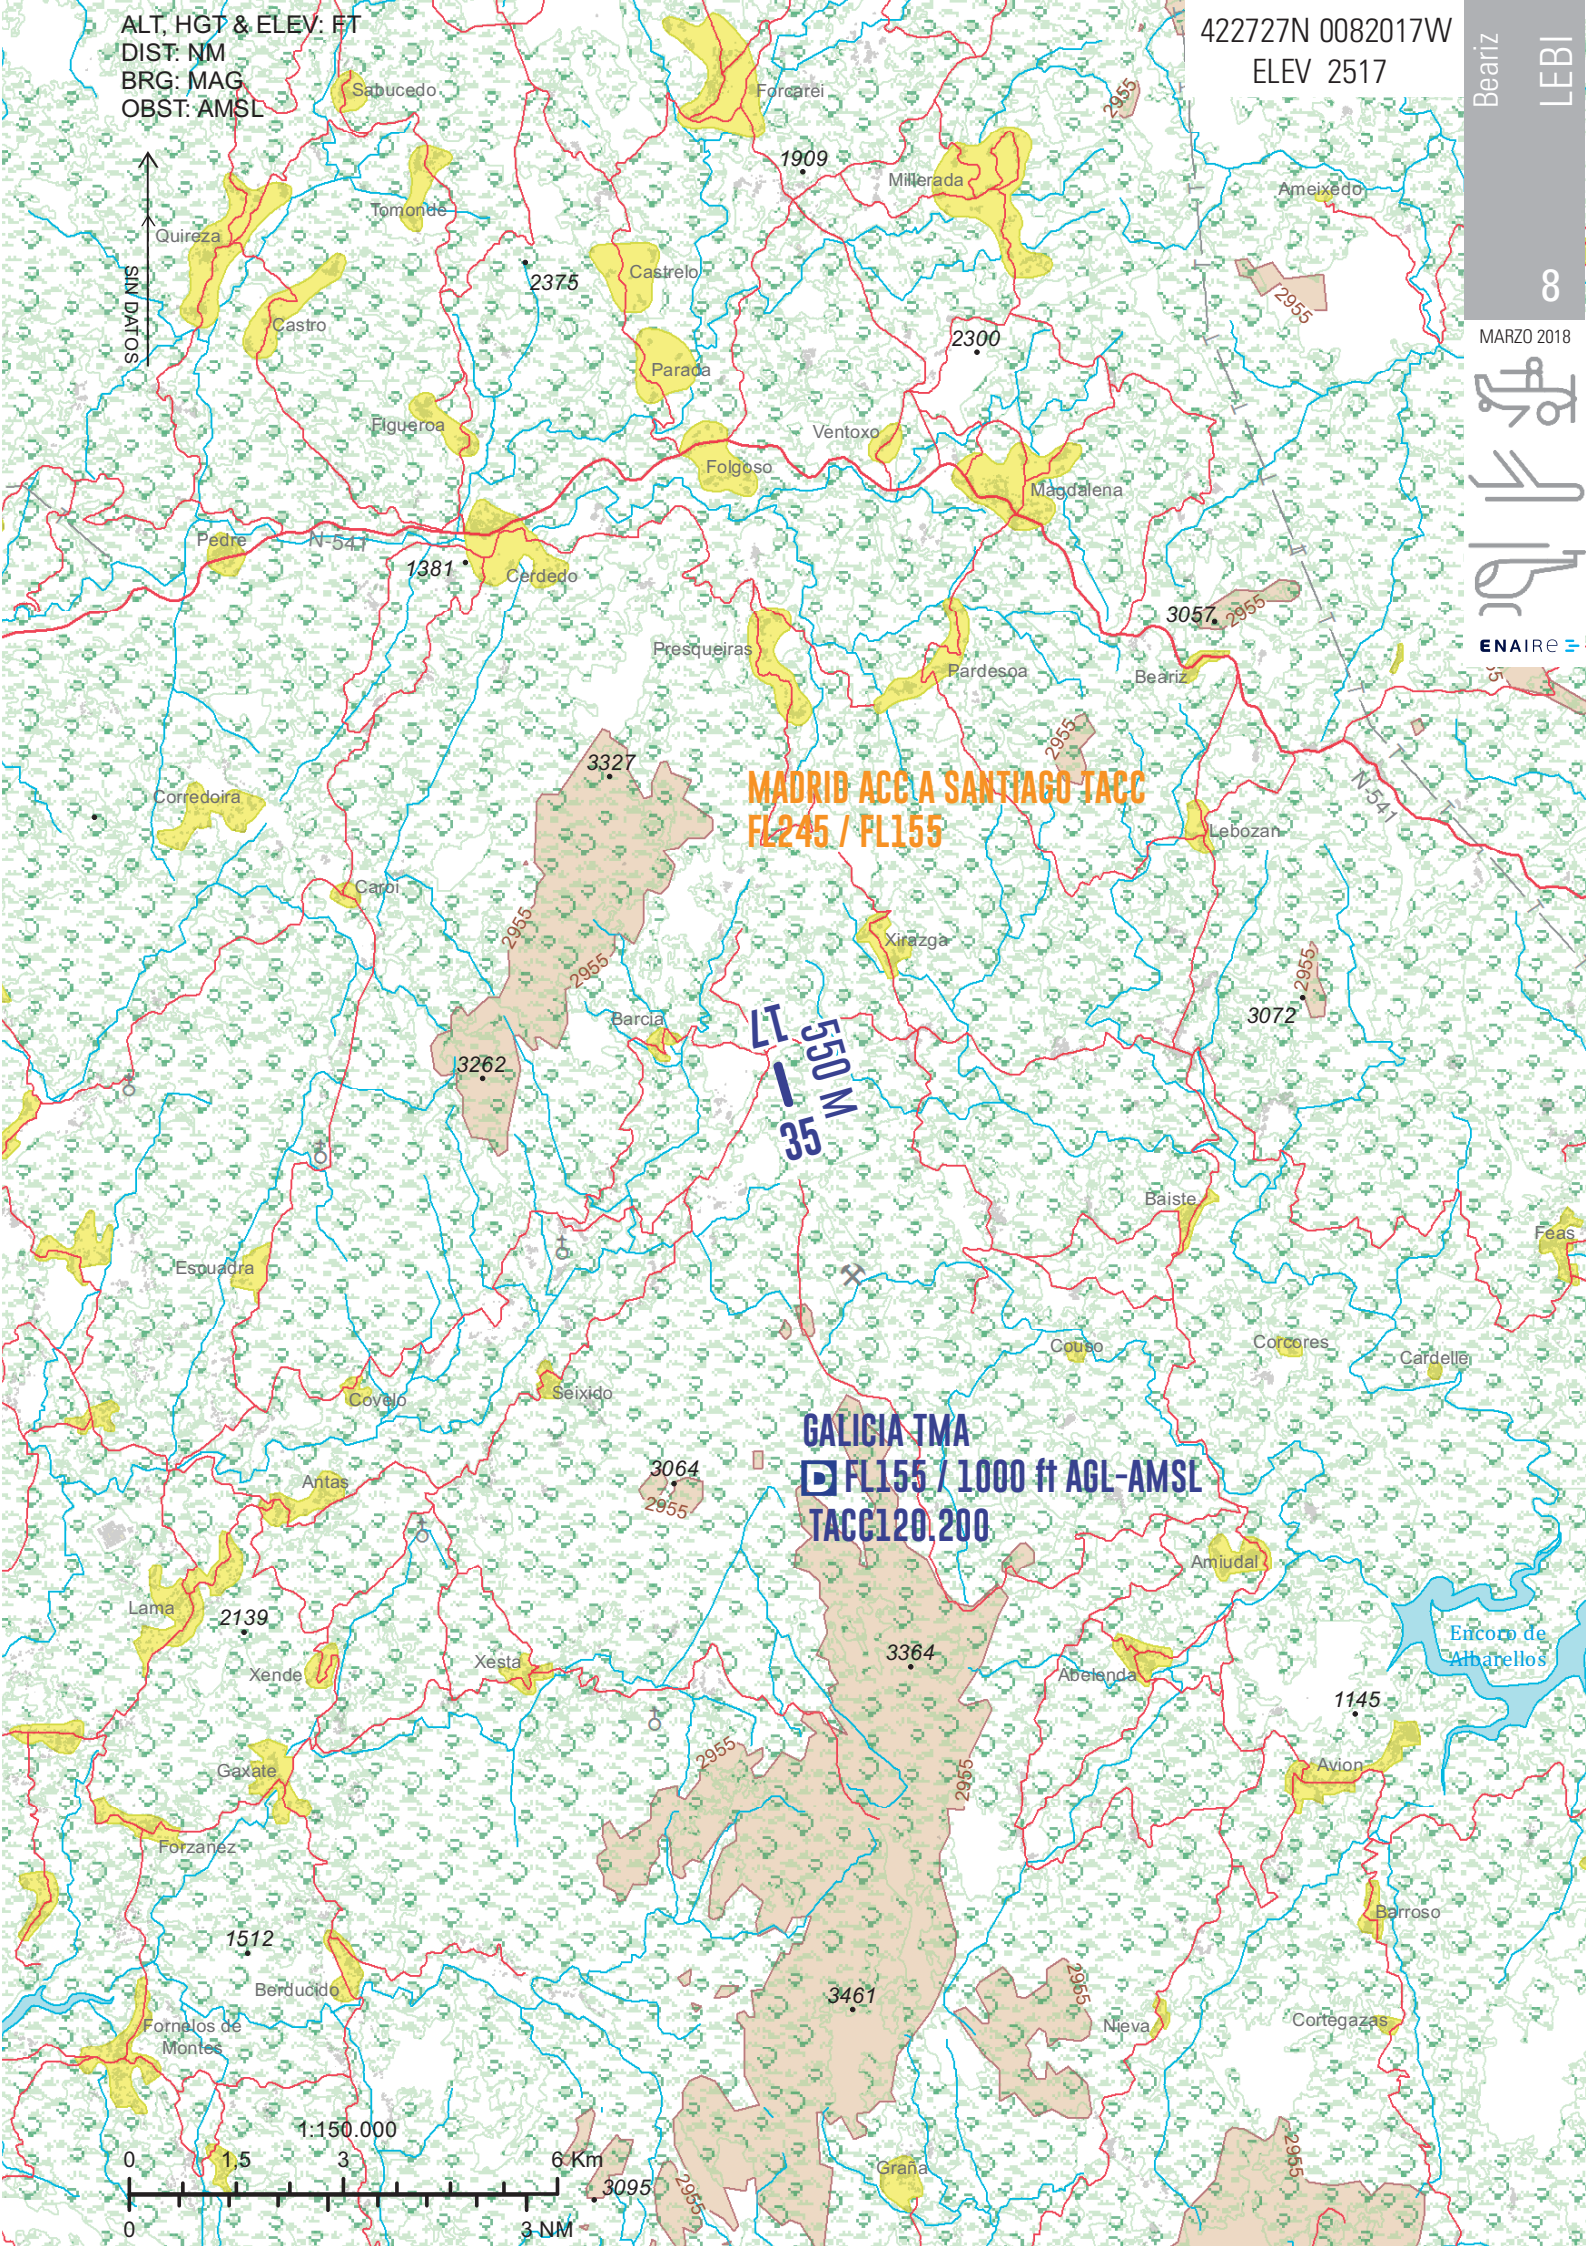 ALT, HGT & ELEV: FT
DIST: NM
BRG: MAG
OBST: AMSL
422727N 0082017W
ELEV 2517
Beariz
LEBI
8
MARZO 2018
ENAIRe
SIN DATOS
Sabucedo
Forcarei
2955
1909
Millerada
Ameixedo
Tomonde
Quireza
Castrelo
2375
2955
Castro
2300
Parada
Figueroa
Ventoxo
Folgoso
Magdalena
Pedre
N-541
1381
Cerdedo
3057
2955
Presqueiras
Pardesoa
Beariz
2955
3327
MADRID ACC A SANTIAGO TACC
FL245 / FL155
Corredoira
N-541
Lebozan
Caroi
2955
Xirazga
2955
2955
3072
Barcia
17
550 M
35
3262
Baiste
Feas
Escuadra
Couso
Corcores
Cardelle
Covelo
Seixido
GALICIA TMA
D FL155 / 1000 ft AGL-AMSL
TACC120.200
3064
2955
Antas
Amiudal
Lama
2139
Encoro de
Albarellos
3364
Xende
Xesta
Abelenda
1145
2955
2955
Gaxate
Avion
Forzanez
Barroso
1512
Berducido
2955
3461
Fornelos de
Montes
Nieva
Cortegazas
1:150.000
0 1,5 3 6 Km
0 3 NM
3095
2955
Graña
2955